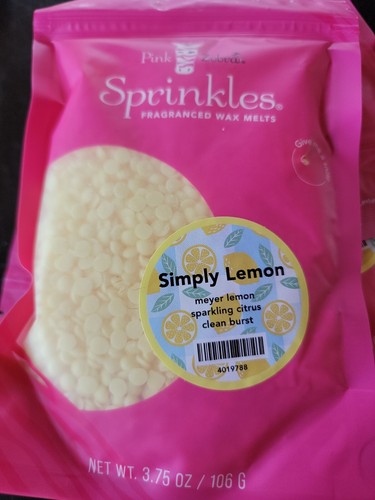 Pink Zebra
Sprinkles®
FRAGRANCED WAX MELTS
Simply Lemon
meyer lemon
sparkling citrus
clean burst
4019788
NET WT. 3.75 OZ / 106 G